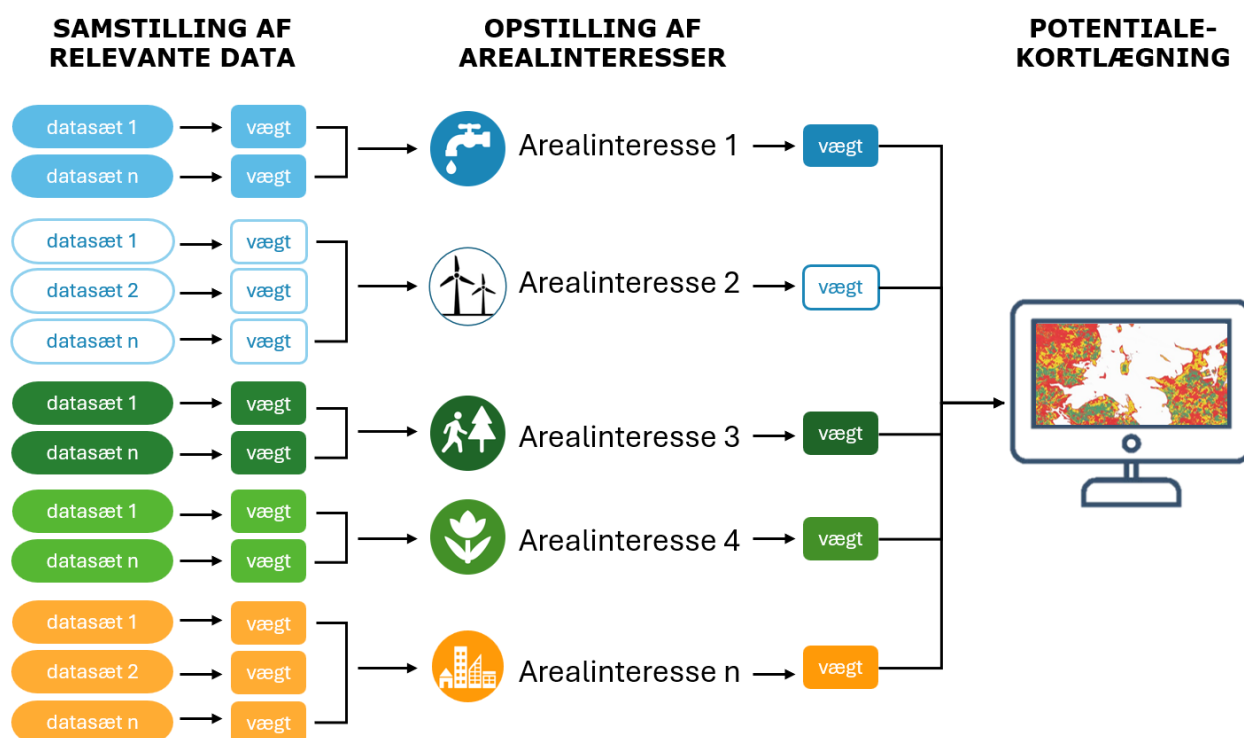 SAMSTILLING AF
RELEVANTE DATA
OPSTILLING AF
AREALINTERESSER
POTENTIALE-
KORTLÆGNING
datasæt 1 vægt
datasæt n vægt
Arealinteresse 1 vægt
datasæt 1 vægt
datasæt 2 vægt
datasæt n vægt
Arealinteresse 2 vægt
datasæt 1 vægt
datasæt n vægt
Arealinteresse 3 vægt
datasæt 1 vægt
datasæt n vægt
Arealinteresse 4 vægt
datasæt 1 vægt
datasæt 2 vægt
datasæt n vægt
Arealinteresse n vægt